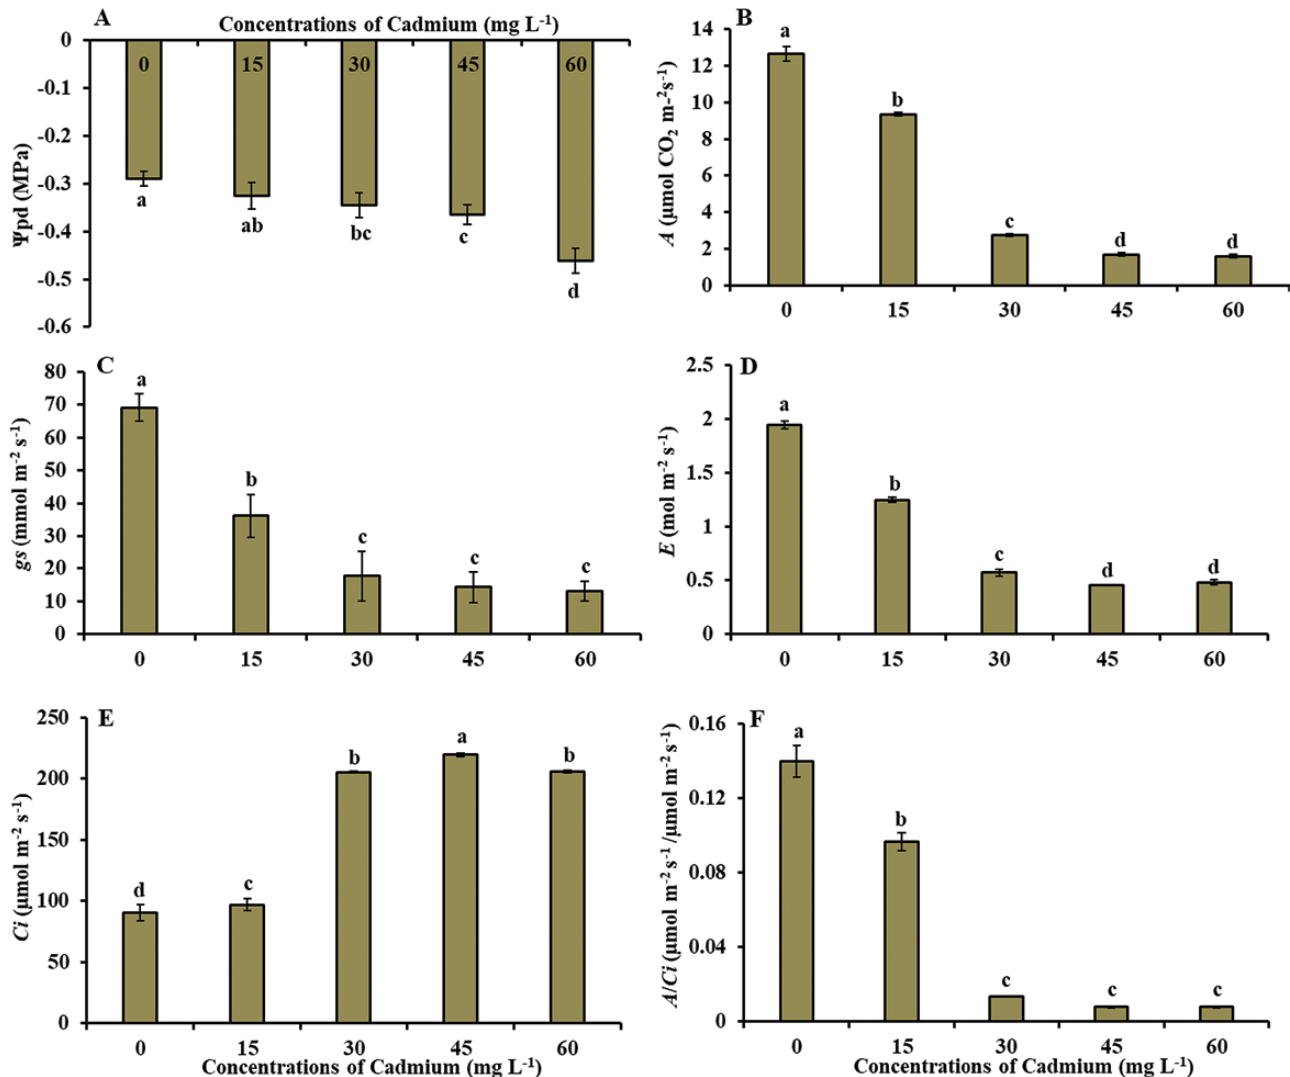 A
Concentrations of Cadmium (mg L⁻¹)
0
-0.1
-0.2
-0.3
-0.4
-0.5
-0.6
Ψpd (MPa)
0 15 30 45 60
a ab bc c d
B
14
12
10
8
6
4
2
0
A (µmol CO₂ m-²s⁻¹)
a b c d d
0 15 30 45 60
C
80
70
60
50
40
30
20
10
0
gs (mmol m⁻² s⁻¹)
a b c c c
0 15 30 45 60
D
2.5
2
1.5
1
0.5
0
E (mol m⁻² s⁻¹)
a b c d d
0 15 30 45 60
E
250
200
150
100
50
0
Ci (µmol m⁻² s⁻¹)
d c b a b
0 15 30 45 60
Concentrations of Cadmium (mg L⁻¹)
F
0.16
0.12
0.08
0.04
0
A/Ci (µmol m⁻² s⁻¹ /µmol m⁻² s⁻¹)
a b c c c
0 15 30 45 60
Concentrations of Cadmium (mg L⁻¹)